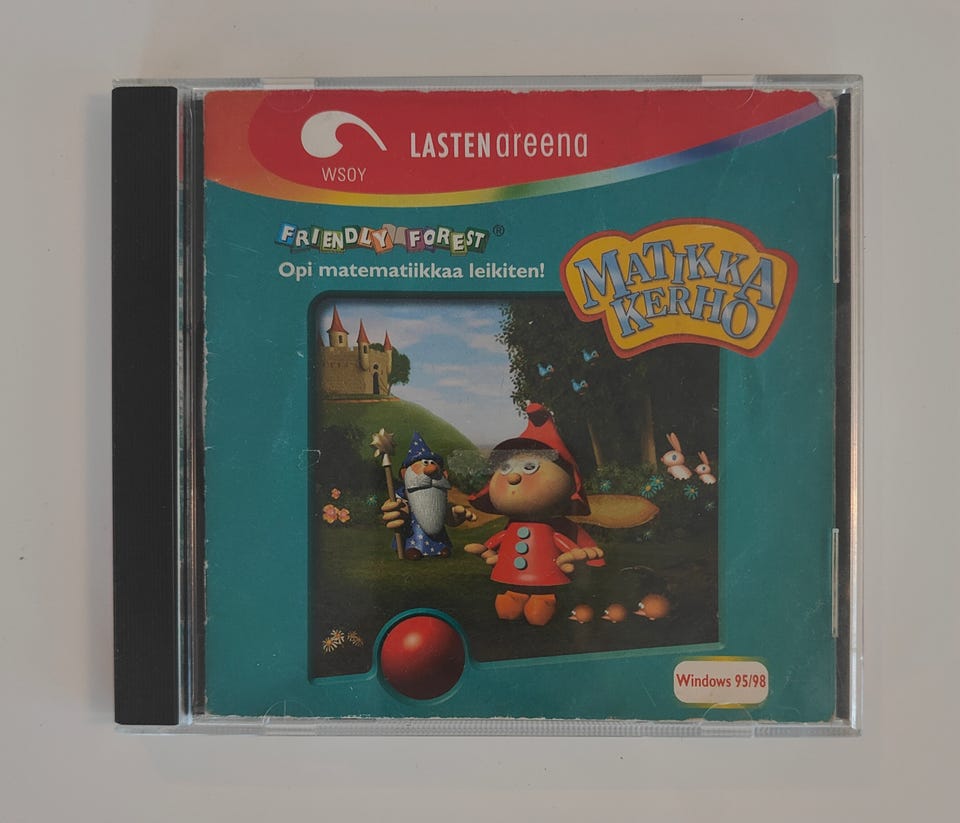 WSOY
LASTENareena
FRIENDLY FOREST®
Opi matematiikkaa leikiten!
MATIKKA
KERHO
Windows 95/98